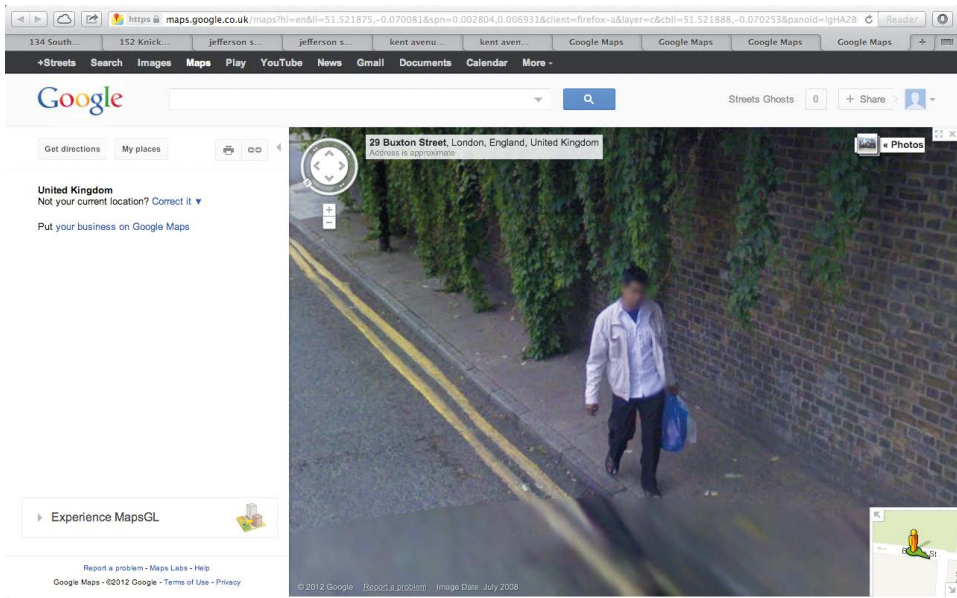 https maps.google.co.uk/maps?hl=en&ll=51.521875,-0.070081&spn=0.002804,0.006931&client=firefox-a&layer=c&cbll=51.521888,-0.070253&panoid=IgHA28 Reader
134 South... 152 Knick... jefferson s... jefferson s... kent avenu... kent aven... Google Maps Google Maps Google Maps Google Maps
+Streets Search Images Maps Play YouTube News Gmail Documents Calendar More
Google Streets Ghosts 0 + Share
Get directions My places
29 Buxton Street, London, England, United Kingdom
Address is approximate
« Photos
United Kingdom
Not your current location? Correct it ▼
Put your business on Google Maps
Experience MapsGL
St
Report a problem - Maps Labs - Help
Google Maps - ©2012 Google - Terms of Use - Privacy
© 2012 Google Report a problem Image Date: July 2008